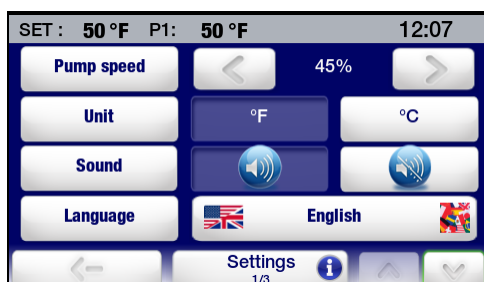 SET : 50 °F P1: 50 °F 12:07
Pump speed 45%
Unit °F °C
Sound
Language English
Settings
1/3